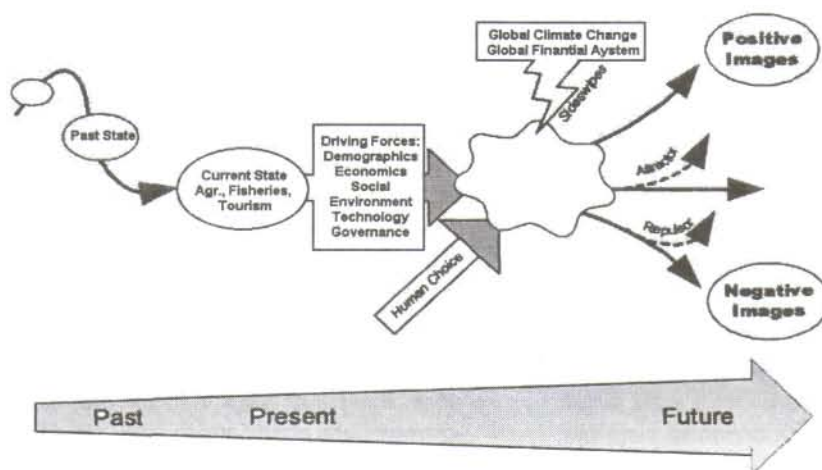 Global Climate Change
Global Finantial Aystem
Sideswipes
Positive
Images
Past State
Current State
Agr., Fisheries,
Tourism
Driving Forces:
Demographics
Economics
Social
Environment
Technology
Governance
Human Choice
Attractor
Repulsor
Negative
Images
Past
Present
Future